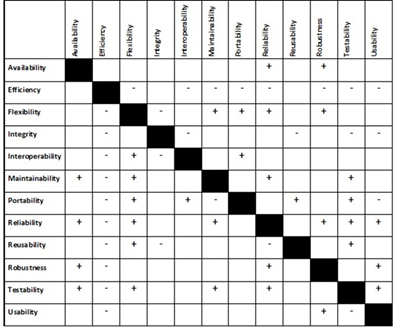 Availability
Efficiency
Flexibility
Integrity
Interoperability
Maintainability
Portability
Reliability
Reusability
Robustness
Testability
Usability
Availability + +
Efficiency - - - - - - - -
Flexibility - - + + + +
Integrity - - - - -
Interoperability - + - +
Maintainability + - + + +
Portability - + + - + + -
Reliability + - + + + + +
Reusability - + - - +
Robustness + - + +
Testability + - + + + +
Usability - + -